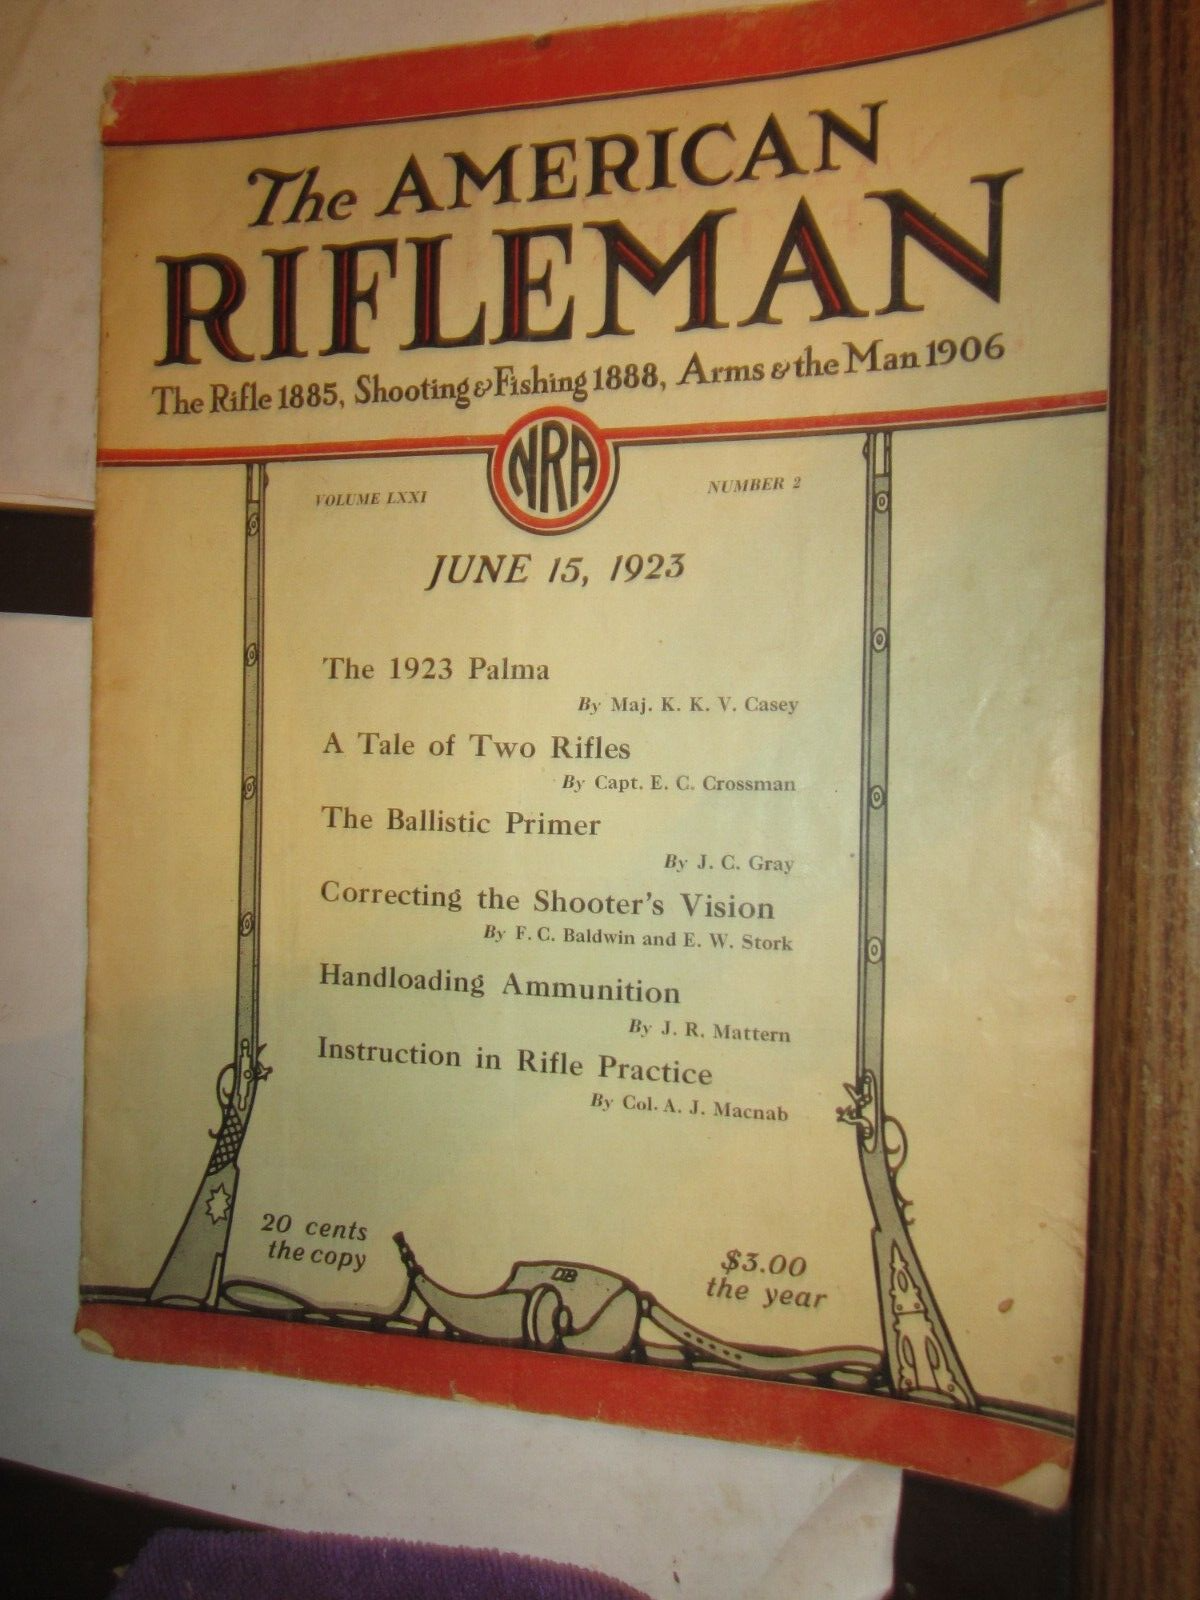 The AMERICAN
RIFLEMAN
The Rifle 1885, Shooting & Fishing 1888, Arms & the Man 1906
NRA
VOLUME LXXI
NUMBER 2
JUNE 15, 1923
The 1923 Palma
By Maj. K. K. V. Casey
A Tale of Two Rifles
By Capt. E. C. Crossman
The Ballistic Primer
By J. C. Gray
Correcting the Shooter's Vision
By F. C. Baldwin and E. W. Stork
Handloading Ammunition
By J. R. Mattern
Instruction in Rifle Practice
By Col. A. J. Macnab
20 cents
the copy
$3.00
the year